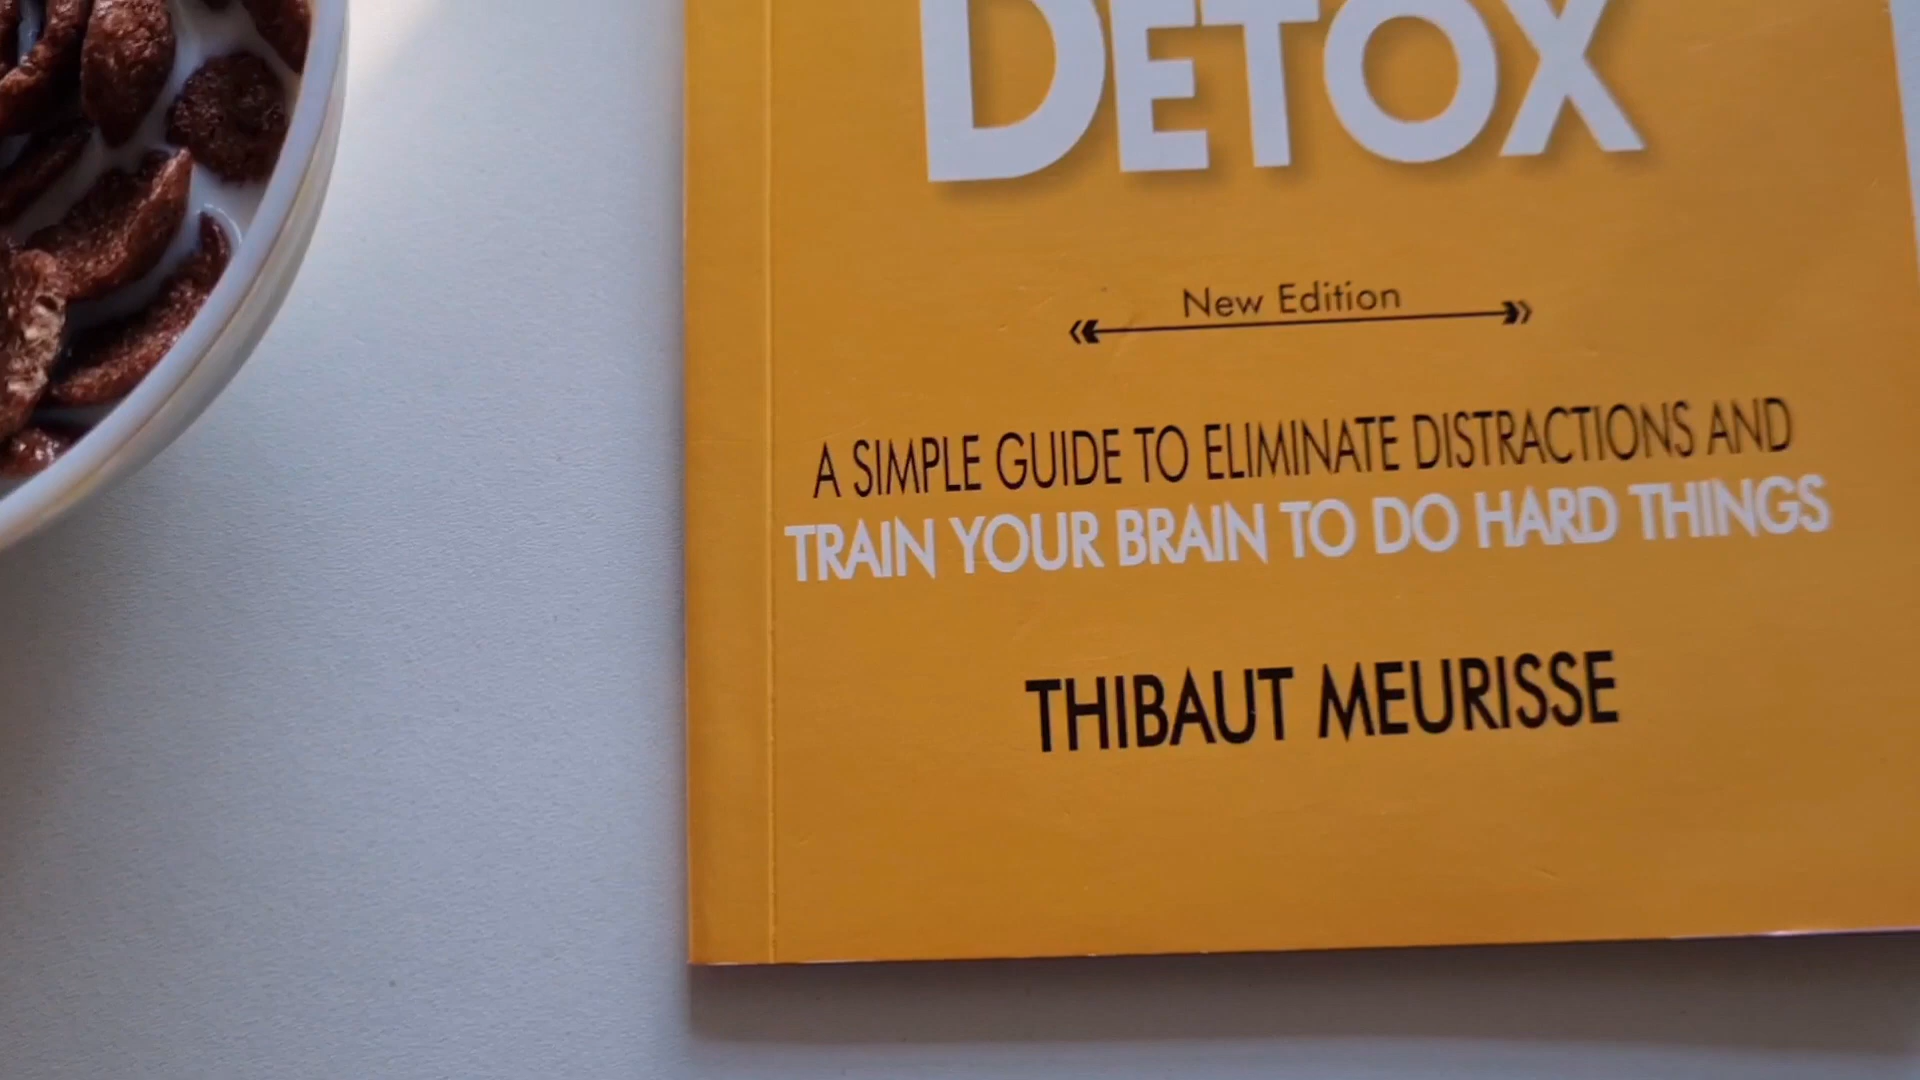 DETOX
New Edition
A SIMPLE GUIDE TO ELIMINATE DISTRACTIONS AND
TRAIN YOUR BRAIN TO DO HARD THINGS
THIBAUT MEURISSE